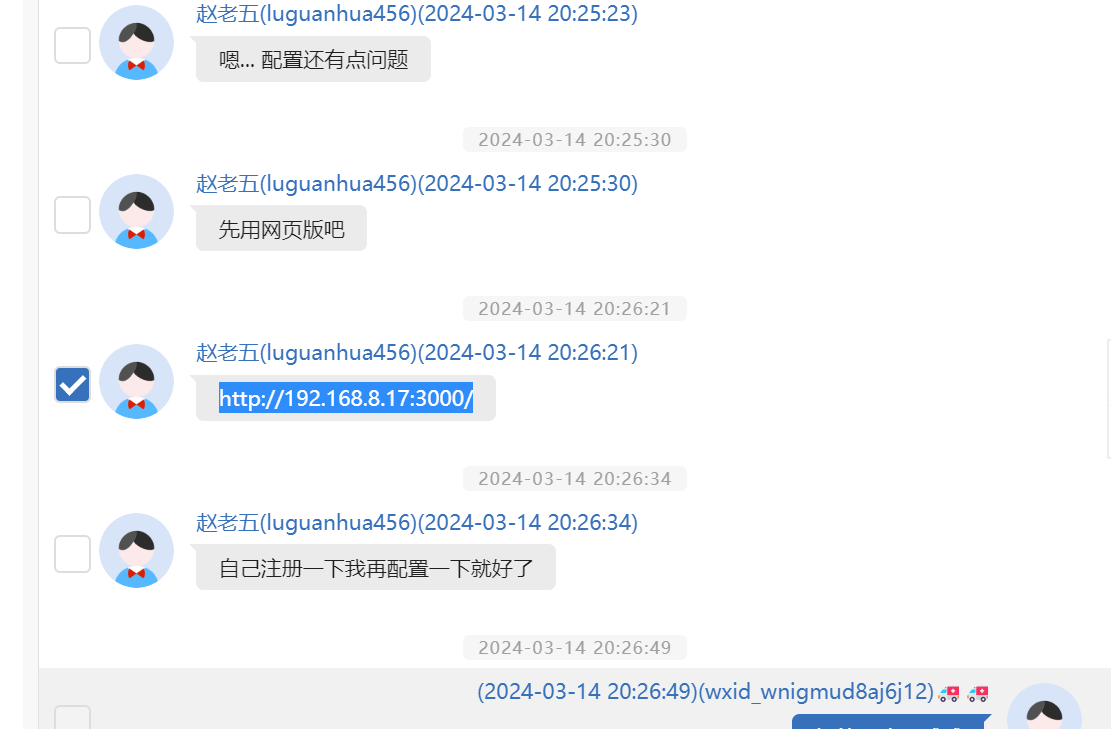 赵老五(luguanhua456)(2024-03-14 20:25:23)
嗯... 配置还有点问题
2024-03-14 20:25:30
赵老五(luguanhua456)(2024-03-14 20:25:30)
先用网页版吧
2024-03-14 20:26:21
赵老五(luguanhua456)(2024-03-14 20:26:21)
http://192.168.8.17:3000/
2024-03-14 20:26:34
赵老五(luguanhua456)(2024-03-14 20:26:34)
自己注册一下我再配置一下就好了
2024-03-14 20:26:49
(2024-03-14 20:26:49)(wxid_wnigmud8aj6j12)